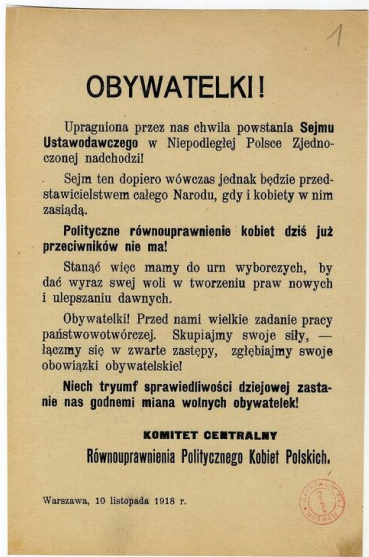 1
OBYWATELKI!
Upragniona przez nas chwila powstania Sejmu
Ustawodawczego w Niepodległej Polsce Zjedno-
czonej nadchodzi!
Sejm ten dopiero wówczas jednak będzie przed-
stawicielstwem całego Narodu, gdy i kobiety w nim
zasiądą.
Polityczne równouprawnienie kobiet dziś już
przeciwników nie ma!
Stanąć więc mamy do urn wyborczych, by
dać wyraz swej woli w tworzeniu praw nowych
i ulepszaniu dawnych.
Obywatelki! Przed nami wielkie zadanie pracy
państwowotwórczej. Skupiajmy swe siły, —
łączmy się w zwarte zastępy, zgłębiajmy swoje
obowiązki obywatelskie!
Niech tryumf sprawiedliwości dziejowej zasta-
nie nas godnemi miana wolnych obywatelek!
KOMITET CENTRALNY
Równouprawnienia Politycznego Kobiet Polskich.
Warszawa, 10 listopada 1918 r.